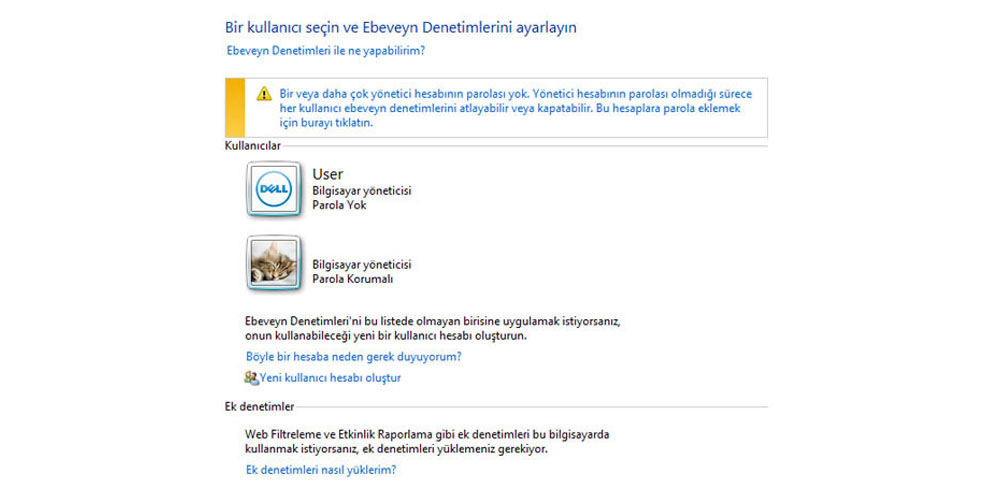 Bir kullanıcı seçin ve Ebeveyn Denetimlerini ayarlayın
Ebeveyn Denetimleri ile ne yapabilirim?
Bir veya daha çok yönetici hesabının parolası yok. Yönetici hesabının parolası olmadığı sürece
her kullanıcı ebeveyn denetimlerini atlayabilir veya kapatabilir. Bu hesaplara parola eklemek
için burayı tıklatın.
Kullanıcılar
DELL
User
Bilgisayar yöneticisi
Parola Yok
Bilgisayar yöneticisi
Parola Korumalı
Ebeveyn Denetimleri'ni bu listede olmayan birisine uygulamak istiyorsanız,
onun kullanabileceği yeni bir kullanıcı hesabı oluşturun.
Böyle bir hesaba neden gerek duyuyorum?
Yeni kullanıcı hesabı oluştur
Ek denetimler
Web Filtreleme ve Etkinlik Raporlama gibi ek denetimleri bu bilgisayarda
kullanmak istiyorsanız, ek denetimleri yüklemeniz gerekiyor.
Ek denetimleri nasıl yüklerim?